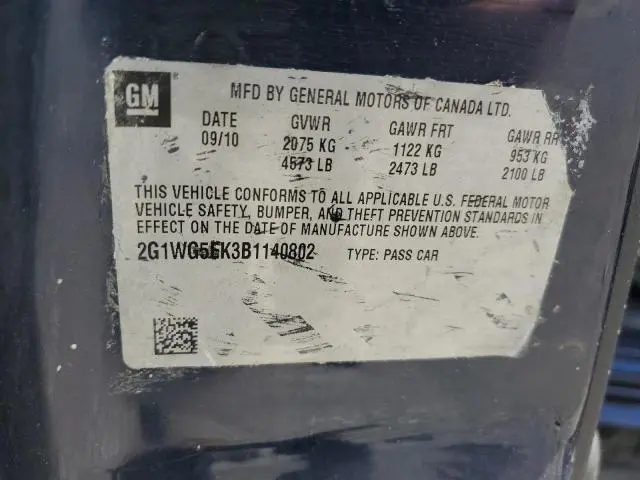 GM
MFD BY GENERAL MOTORS OF CANADA LTD.
DATE GVWR GAWR FRT GAWR RR
09/10 2075 KG 1122 KG 953 KG
4573 LB 2473 LB 2100 LB
THIS VEHICLE CONFORMS TO ALL APPLICABLE U.S. FEDERAL MOTOR
VEHICLE SAFETY, BUMPER, AND THEFT PREVENTION STANDARDS IN
EFFECT ON THE DATE OF MANUFACTURE SHOWN ABOVE.
2G1WG5EK3B1140802 TYPE: PASS CAR